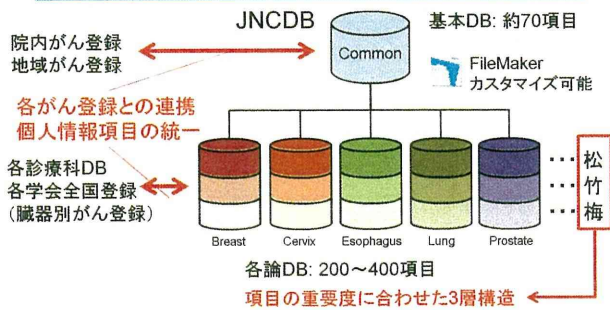 JNCDB
基本DB: 約70項目
院内がん登録
地域がん登録
Common
FileMaker
カスタマイズ可能
各がん登録との連携
個人情報項目の統一
各診療科DB
各学会全国登録
(臓器別がん登録)
… 松
… 竹
… 梅
Breast Cervix Esophagus Lung Prostate
各論DB: 200～400項目
項目の重要度に合わせた3層構造